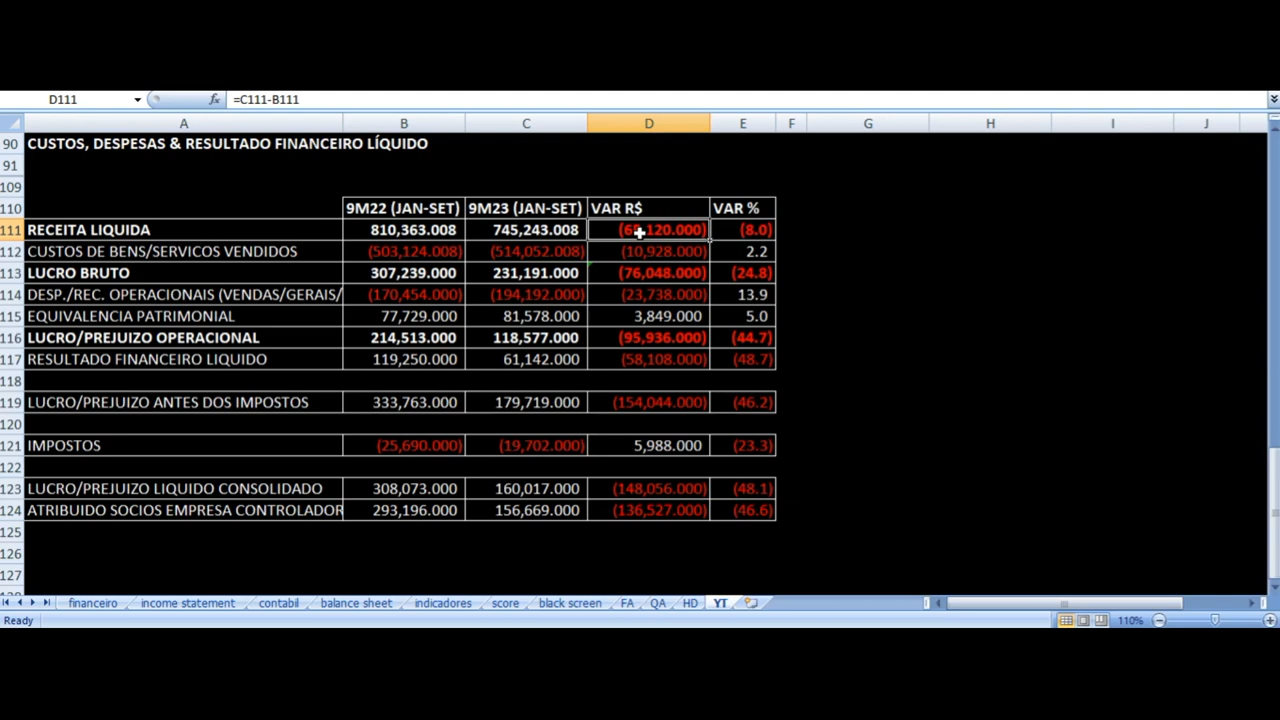 D111 fx =C111-B111
A B C D E F G H I J
90 CUSTOS, DESPESAS & RESULTADO FINANCEIRO LÍQUIDO
91
109
110 9M22 (JAN-SET) 9M23 (JAN-SET) VAR R$ VAR %
111 RECEITA LIQUIDA 810,363.008 745,243.008 (65,120.000) (8.0)
112 CUSTOS DE BENS/SERVICOS VENDIDOS (503,124.008) (514,052.008) (10,928.000) 2.2
113 LUCRO BRUTO 307,239.000 231,191.000 (76,048.000) (24.8)
114 DESP./REC. OPERACIONAIS (VENDAS/GERAIS/ (170,454.000) (194,192.000) (23,738.000) 13.9
115 EQUIVALENCIA PATRIMONIAL 77,729.000 81,578.000 3,849.000 5.0
116 LUCRO/PREJUIZO OPERACIONAL 214,513.000 118,577.000 (95,936.000) (44.7)
117 RESULTADO FINANCEIRO LIQUIDO 119,250.000 61,142.000 (58,108.000) (48.7)
118
119 LUCRO/PREJUIZO ANTES DOS IMPOSTOS 333,763.000 179,719.000 (154,044.000) (46.2)
120
121 IMPOSTOS (25,690.000) (19,702.000) 5,988.000 (23.3)
122
123 LUCRO/PREJUIZO LIQUIDO CONSOLIDADO 308,073.000 160,017.000 (148,056.000) (48.1)
124 ATRIBUIDO SOCIOS EMPRESA CONTROLADOR 293,196.000 156,669.000 (136,527.000) (46.6)
125
126
127
financeiro income statement contabil balance sheet indicadores score black screen FA QA HD YT
Ready 110%